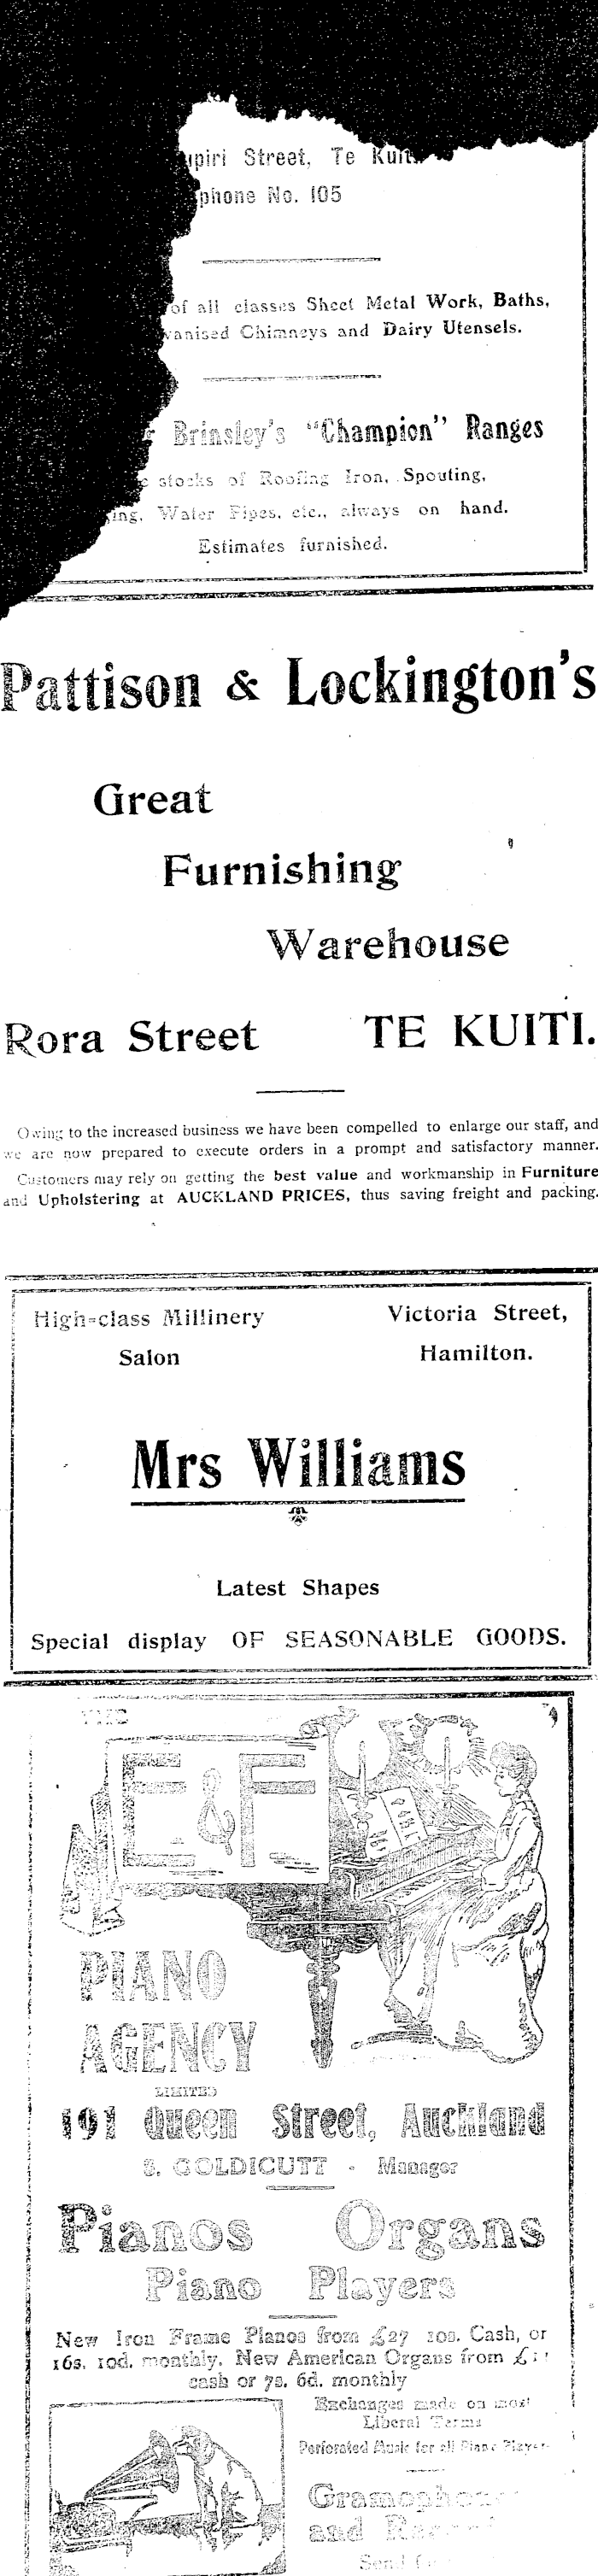 Street, Te
No. 105
of all classes Sheet Metal Work, Baths,
Chimneys and Dairy Utensels.
Brinsley's "Champion" Ranges
stocks of Roofing Iron, Spouting,
Water Pipes, etc., always on hand.
Estimates furnished.
Pattison & Lockington's
Great
Furnishing
Warehouse
Rora Street TE KUITI.
Owing to the increased business we have been compelled to enlarge our staff, and
we are now prepared to execute orders in a prompt and satisfactory manner.
Customers may rely on getting the best value and workmanship in Furniture
and Upholstering at AUCKLAND PRICES, thus saving freight and packing.
High-class Millinery Victoria Street,
Salon Hamilton.
Mrs Williams
Latest Shapes
Special display OF SEASONABLE GOODS.
THE
E & F
PIANO
AGENCY
LIMITED
191 Queen Street, Auckland
S. GOLDICUTT - Manager
Pianos Organs
Piano Players
New Iron Frame Pianos from £27 10s. Cash, or
16s. 10d. monthly. New American Organs from
cash or 7s. 6d. monthly
Exchanges made on most
Liberal Terms
Perforated Music for all Piano
and